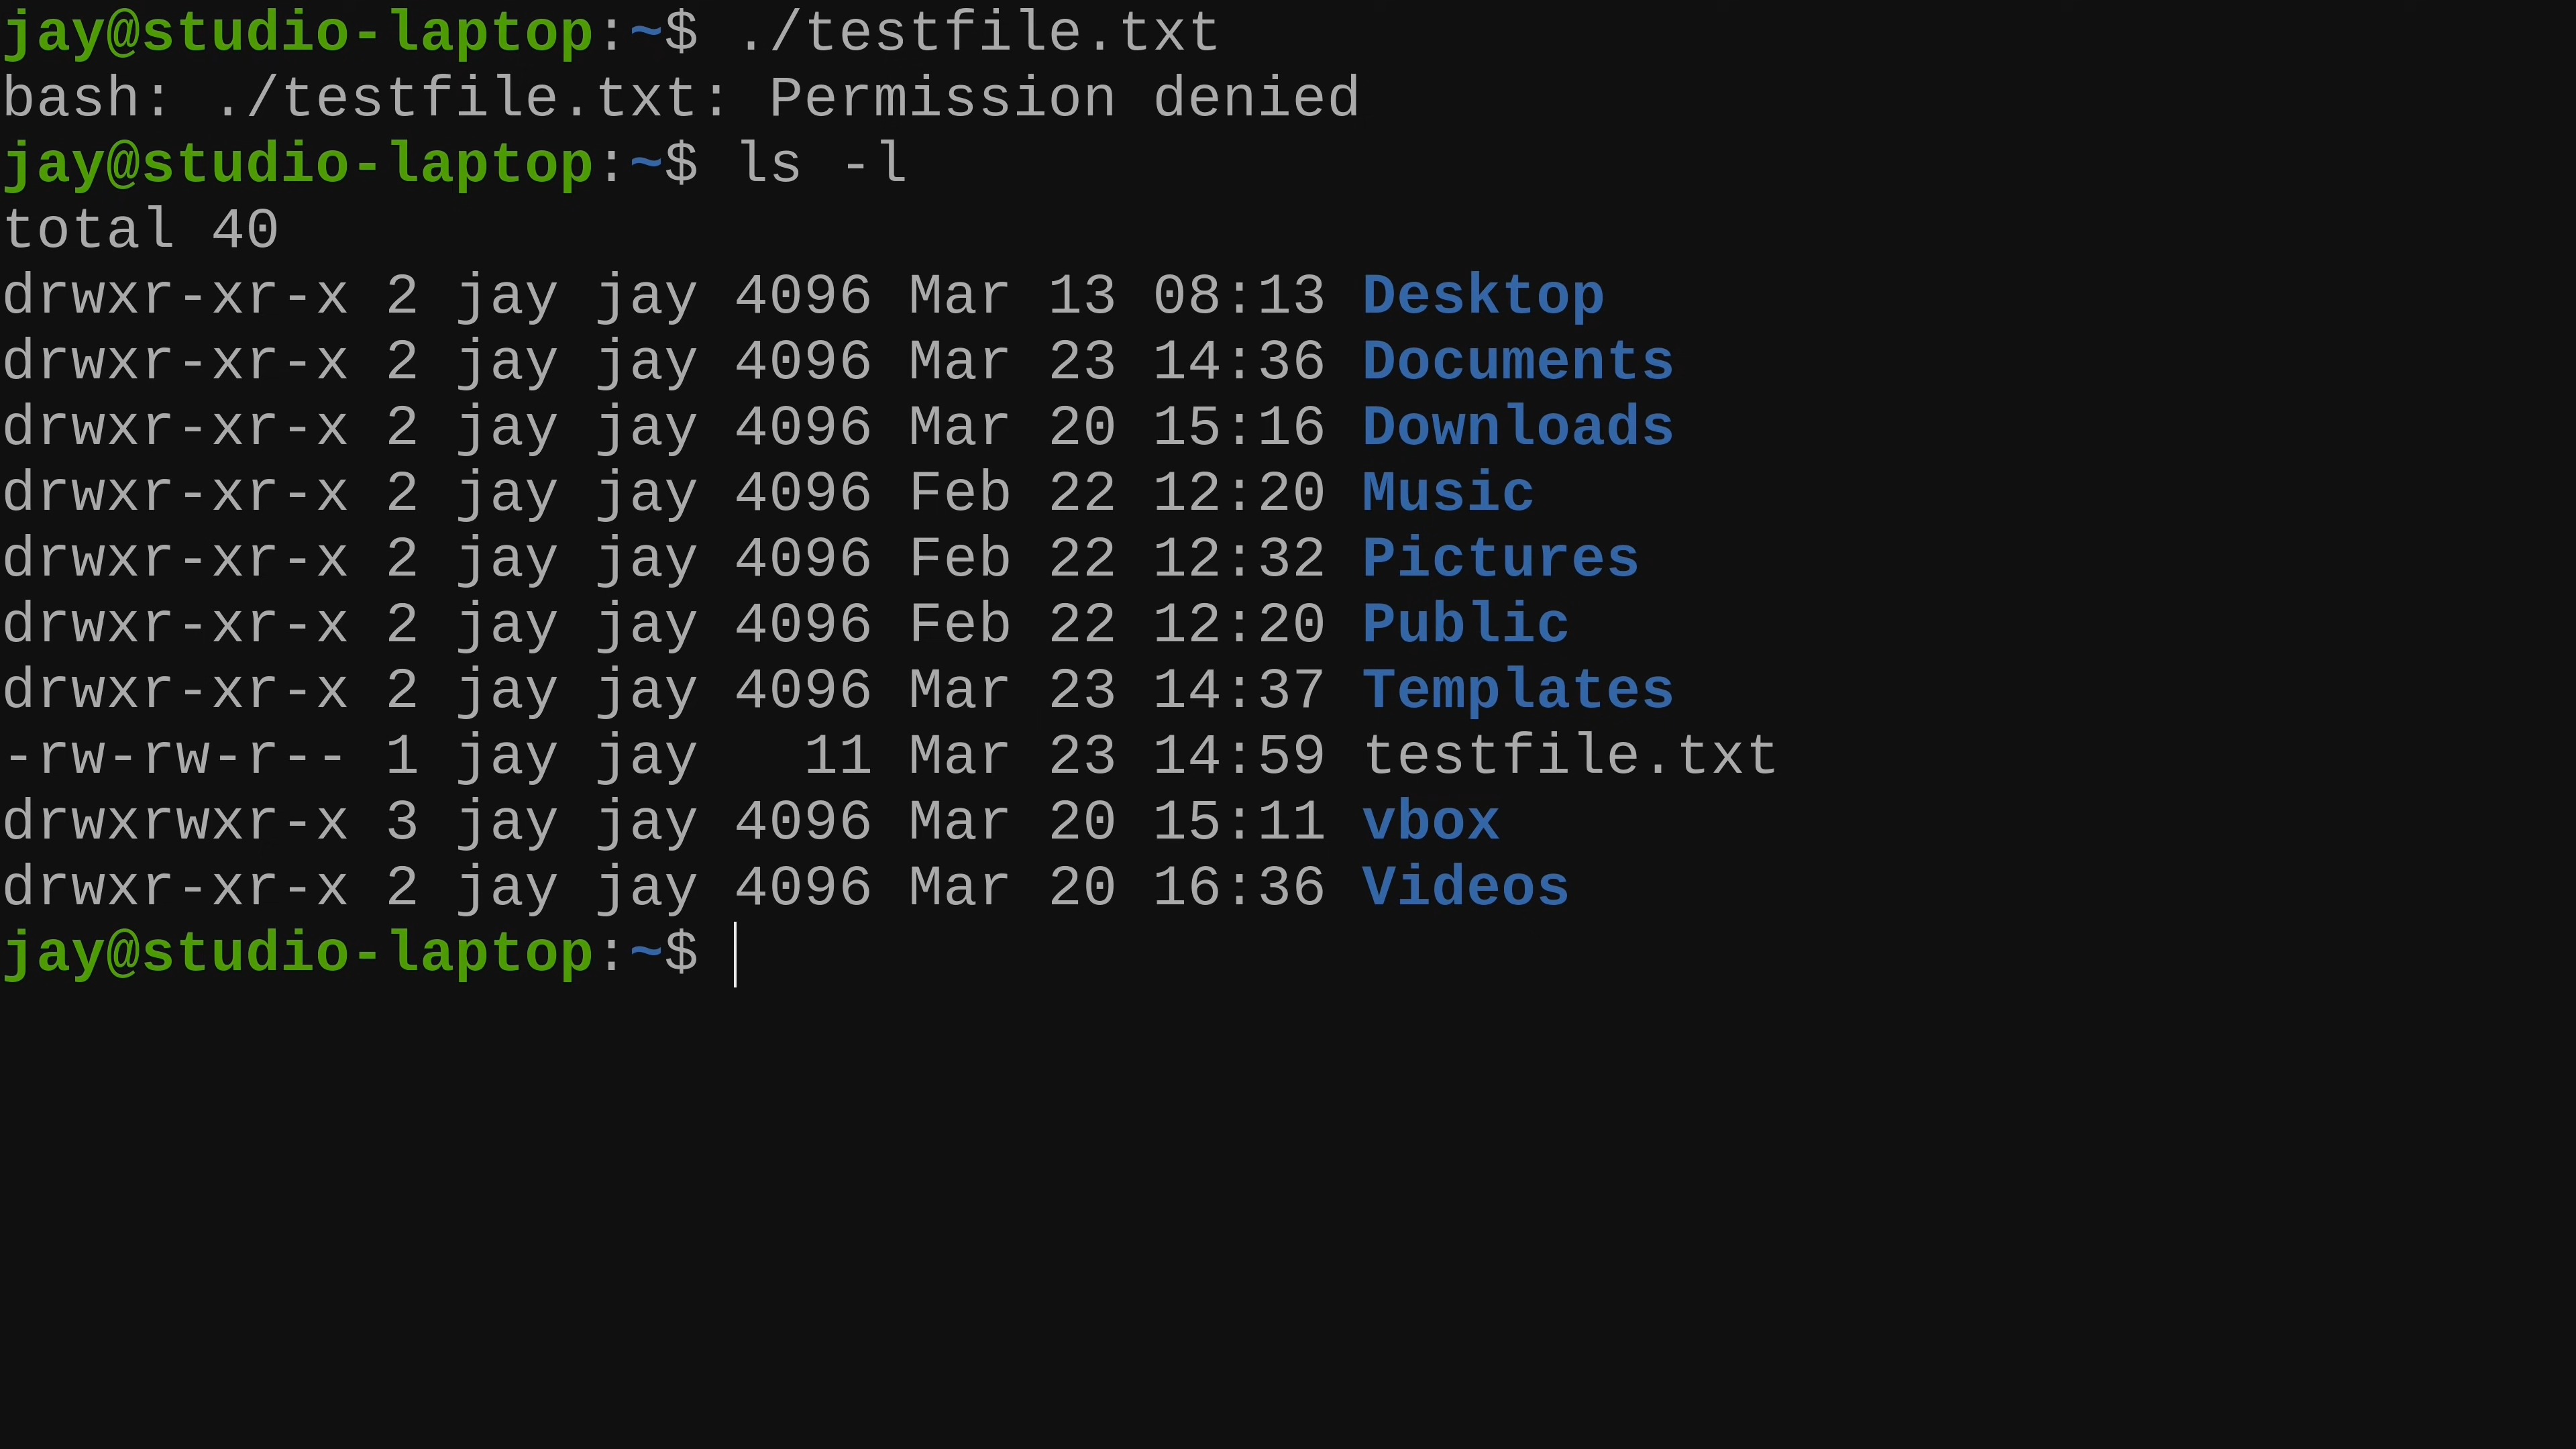 jay@studio-laptop:~$ ./testfile.txt
bash: ./testfile.txt: Permission denied
jay@studio-laptop:~$ ls -l
total 40
drwxr-xr-x 2 jay jay 4096 Mar 13 08:13 Desktop
drwxr-xr-x 2 jay jay 4096 Mar 23 14:36 Documents
drwxr-xr-x 2 jay jay 4096 Mar 20 15:16 Downloads
drwxr-xr-x 2 jay jay 4096 Feb 22 12:20 Music
drwxr-xr-x 2 jay jay 4096 Feb 22 12:32 Pictures
drwxr-xr-x 2 jay jay 4096 Feb 22 12:20 Public
drwxr-xr-x 2 jay jay 4096 Mar 23 14:37 Templates
-rw-rw-r-- 1 jay jay   11 Mar 23 14:59 testfile.txt
drwxrwxr-x 3 jay jay 4096 Mar 20 15:11 vbox
drwxr-xr-x 2 jay jay 4096 Mar 20 16:36 Videos
jay@studio-laptop:~$